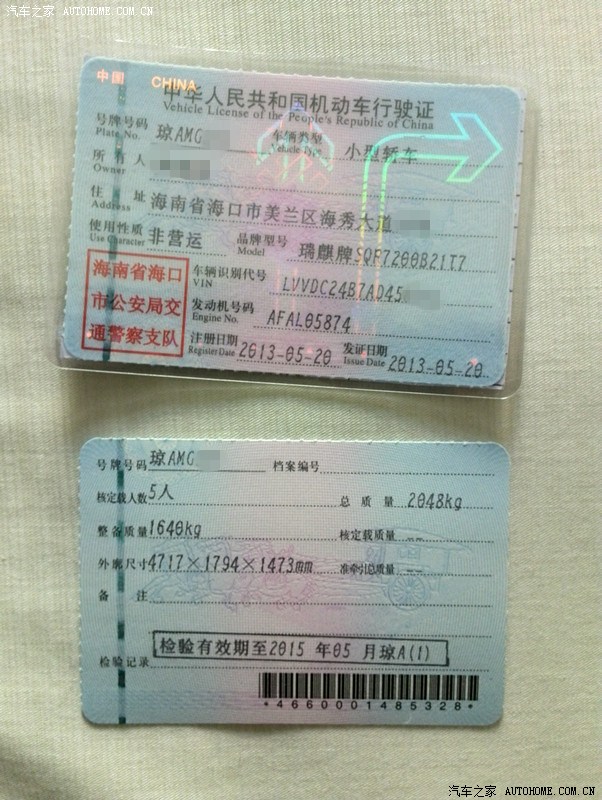 汽车之家 AUTOHOME.COM.CN
中国 CHINA
中华人民共和国机动车行驶证
Vehicle License of the People's Republic of China
号牌号码 琼AMG 车辆类型 小型轿车
Plate No. Vehicle Type
所有人
Owner
住址 海南省海口市美兰区海秀大道
Address
使用性质 非营运 品牌型号 瑞麒牌SQF7200B21T7
Use Character Model
海南省海口
市公安局交
通警察支队
车辆识别代号 LVVDC24B7AD45
VIN
发动机号码 AFAL05874
Engine No.
注册日期 2013-05-20 发证日期 2013-05-20
Register Date Issue Date
号牌号码 琼AMG 档案编号
核定载人数 5人 总质量 2048kg
整备质量 1640kg 核定载质量 --
外廓尺寸 4717×1794×1473mm 准牵引总质量 --
备注
检验记录 检验有效期至2015 年05 月琼A(1)
*4660001485328*
汽车之家 AUTOHOME.COM.CN